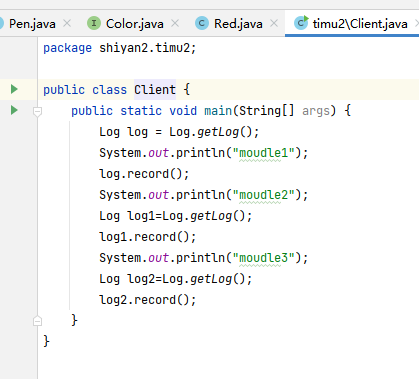 Pen.java Color.java Red.java timu2\Client.java
package shiyan2.timu2;
public class Client {
public static void main(String[] args) {
Log log = Log.getLog();
System.out.println("moudle1");
log.record();
System.out.println("moudle2");
Log log1=Log.getLog();
log1.record();
System.out.println("moudle3");
Log log2=Log.getLog();
log2.record();
}
}